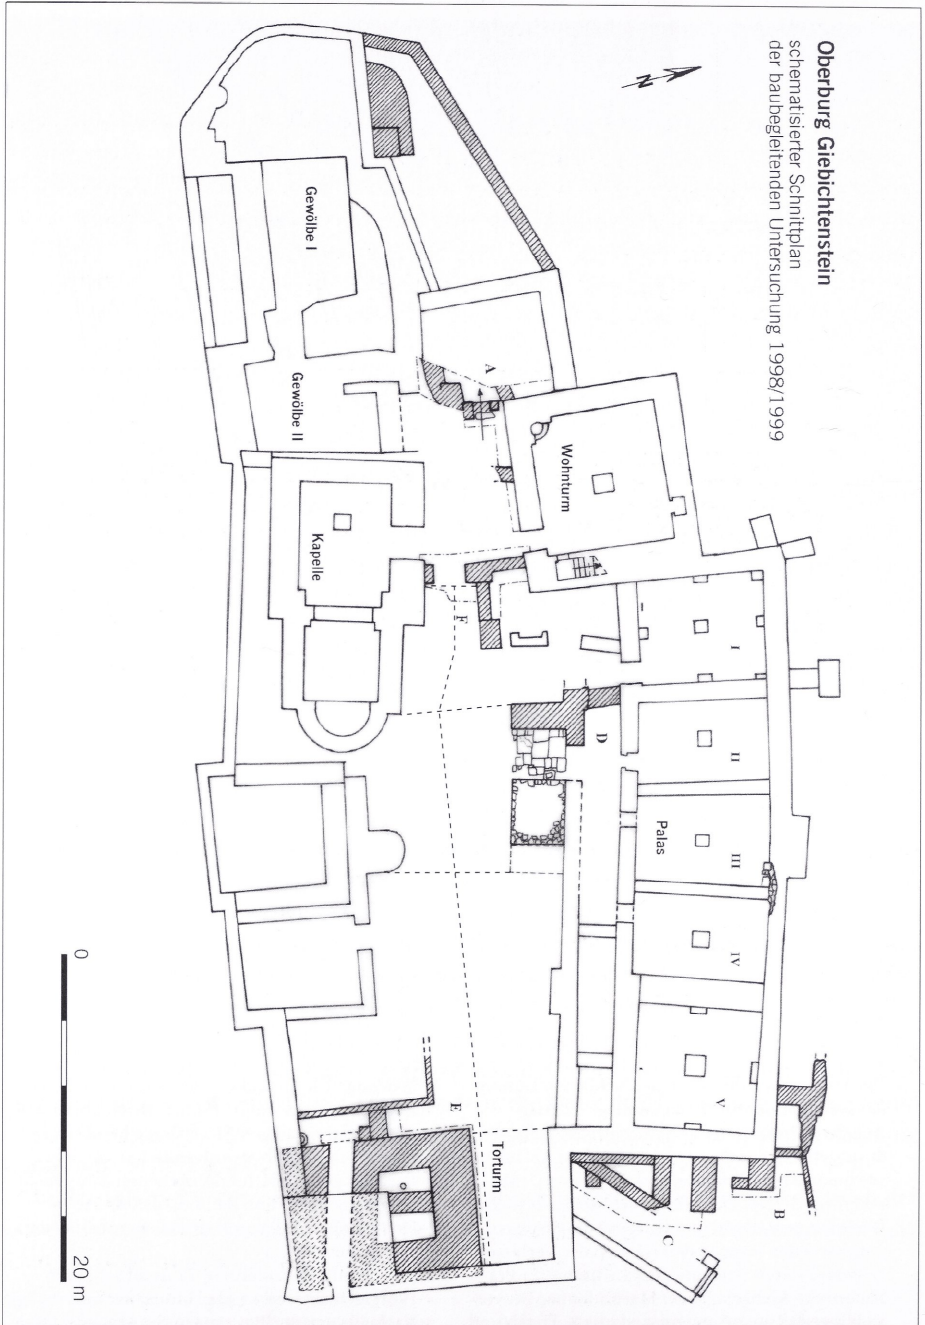 Oberburg Giebichtenstein
schematisierter Schnittplan
der baubegleitenden Untersuchung 1998/1999
N
Gewölbe I
Gewölbe II
A
Wohnturm
Kapelle
F
I
II
D
Palas
III
IV
V
E
Torturm
B
C
0
20 m